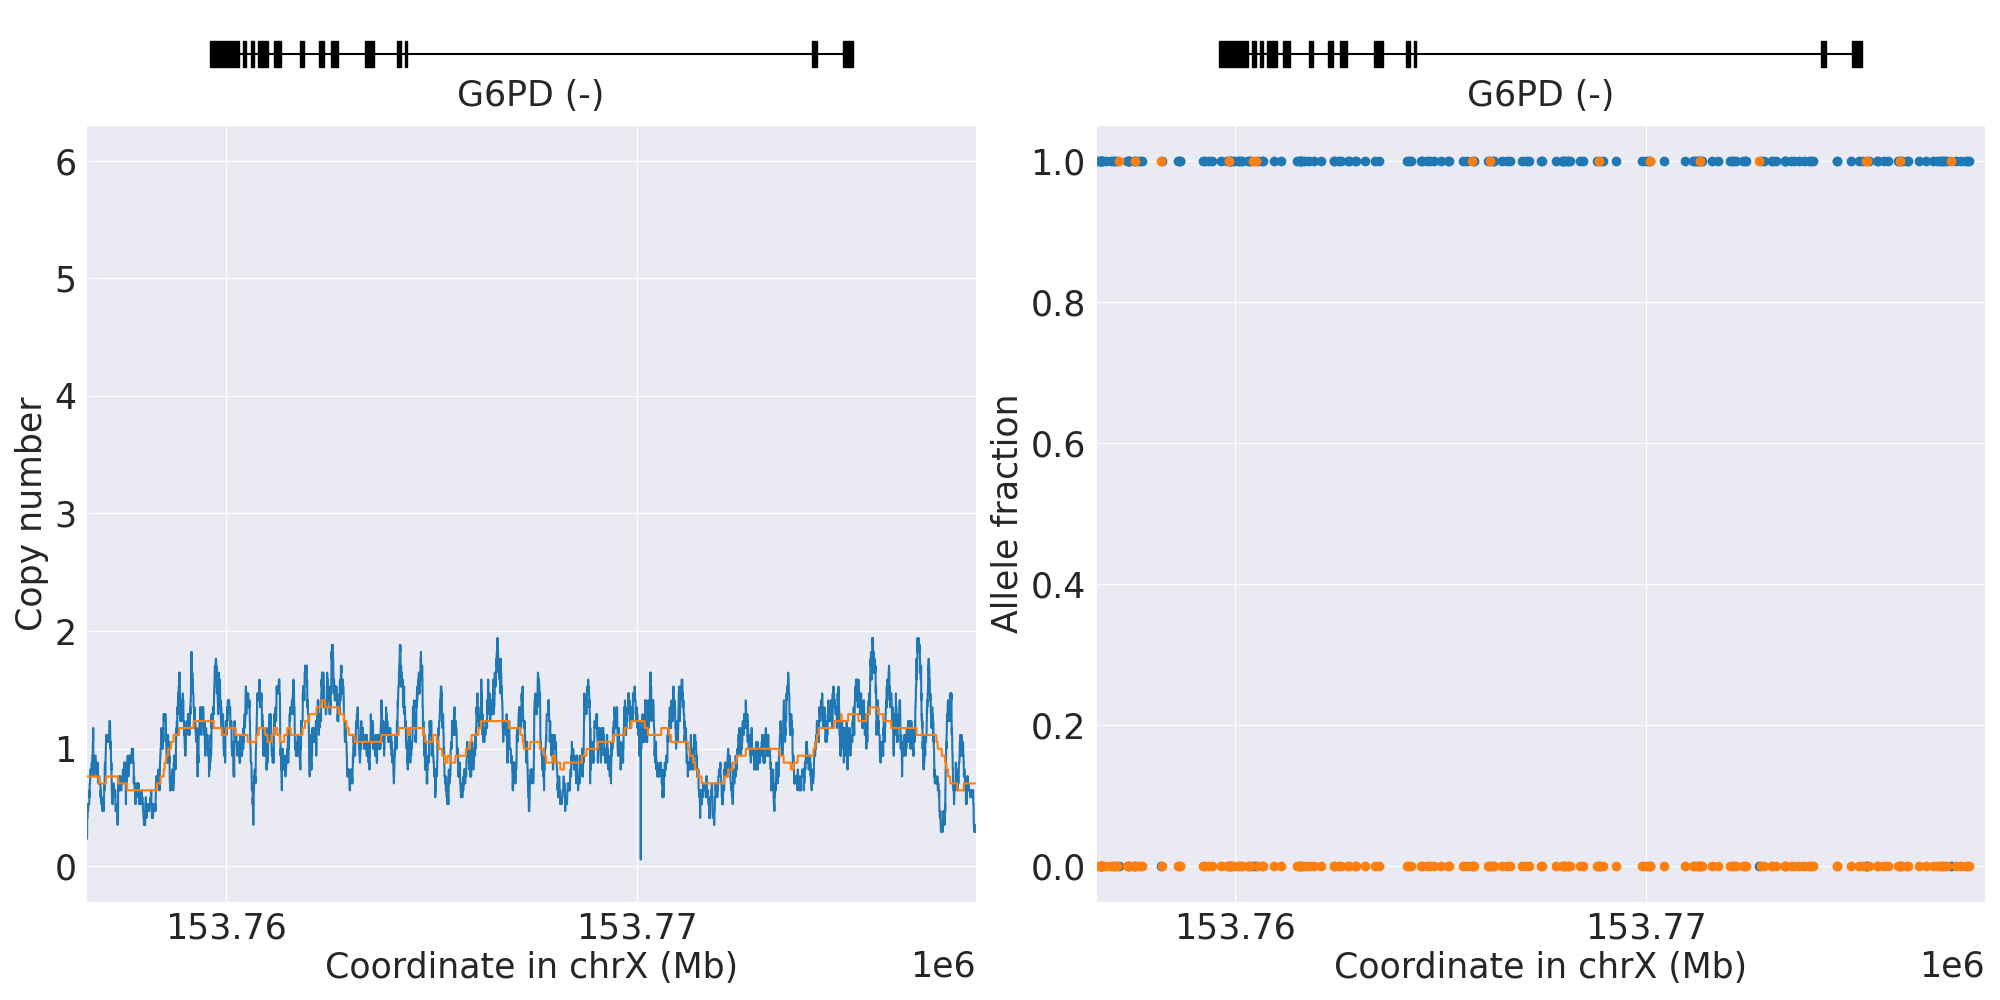 G6PD (-)
6
5
4
3
2
1
0
Copy number
153.76
153.77
Coordinate in chrX (Mb)
1e6
G6PD (-)
1.0
0.8
0.6
0.4
0.2
0.0
Allele fraction
153.76
153.77
Coordinate in chrX (Mb)
1e6